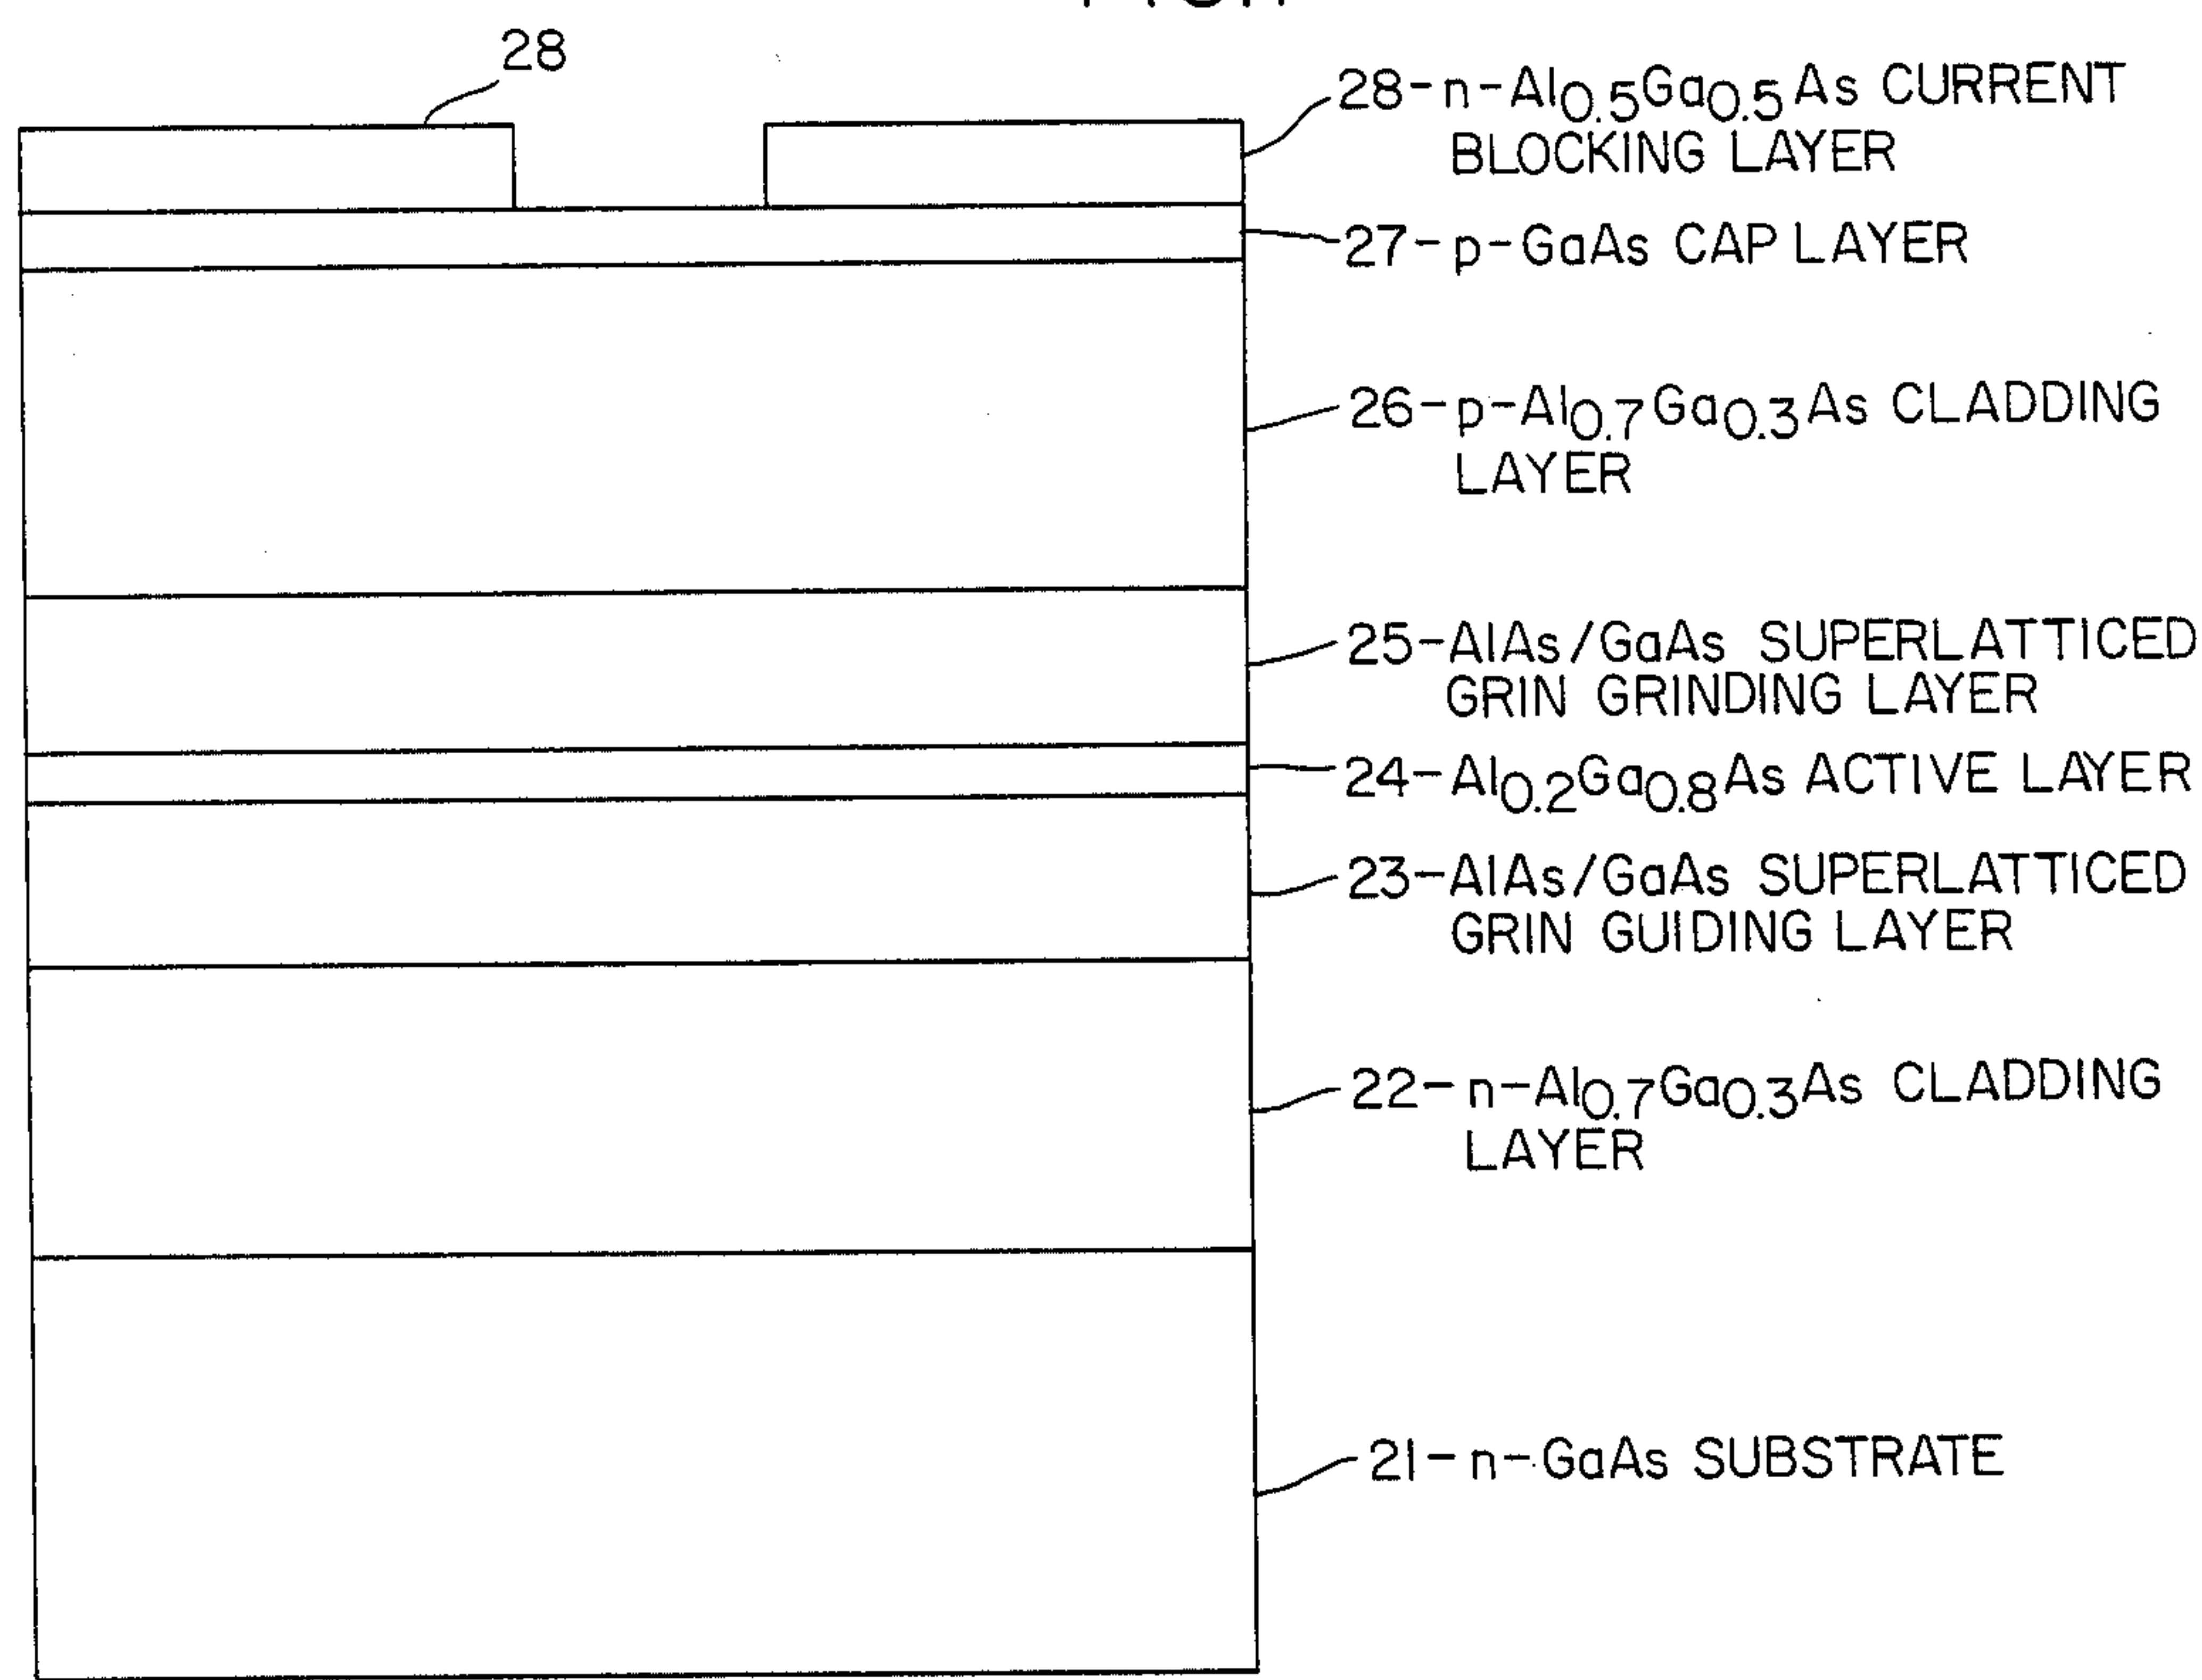 28
28-n-Al0.5Ga0.5As CURRENT
BLOCKING LAYER
27-p-GaAs CAP LAYER
26-p-Al0.7Ga0.3As CLADDING
LAYER
25-AlAs/GaAs SUPERLATTICED
GRIN GRINDING LAYER
24-Al0.2Ga0.8As ACTIVE LAYER
23-AlAs/GaAs SUPERLATTICED
GRIN GUIDING LAYER
22-n-Al0.7Ga0.3As CLADDING
LAYER
21-n-GaAs SUBSTRATE